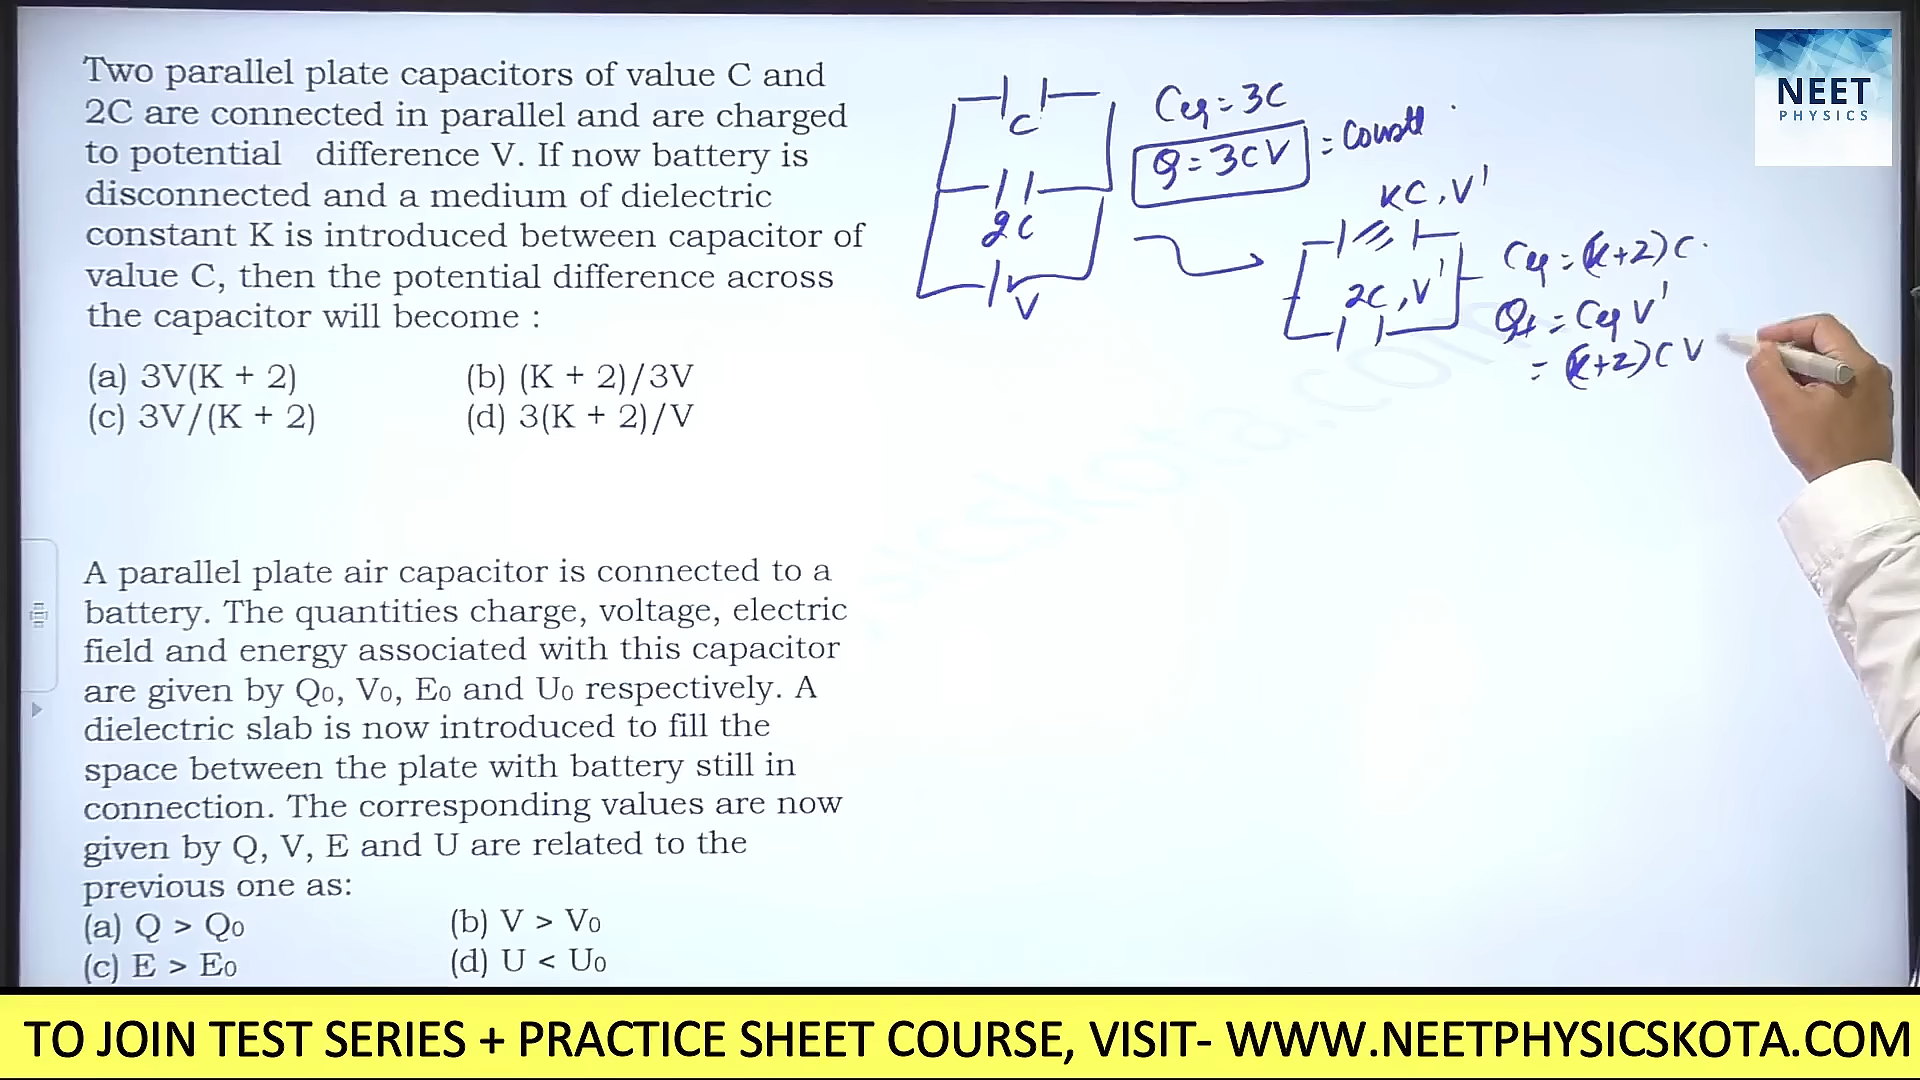 Two parallel plate capacitors of value C and
2C are connected in parallel and are charged
to potential difference V. If now battery is
disconnected and a medium of dielectric
constant K is introduced between capacitor of
value C, then the potential difference across
the capacitor will become :
(a) 3V(K + 2) (b) (K + 2)/3V
(c) 3V/(K + 2) (d) 3(K + 2)/V
A parallel plate air capacitor is connected to a
battery. The quantities charge, voltage, electric
field and energy associated with this capacitor
are given by Q₀, V₀, E₀ and U₀ respectively. A
dielectric slab is now introduced to fill the
space between the plate with battery still in
connection. The corresponding values are now
given by Q, V, E and U are related to the
previous one as:
(a) Q > Q₀ (b) V > V₀
(c) E > E₀ (d) U < U₀
C
2C
V
Ceq = 3C
Q = 3CV = Const
KC, V'
2C, V'
Ceq = (K+2)C
= Ceq V'
= (K+2)CV
NEET
PHYSICS
TO JOIN TEST SERIES + PRACTICE SHEET COURSE, VISIT- WWW.NEETPHYSICSKOTA.COM